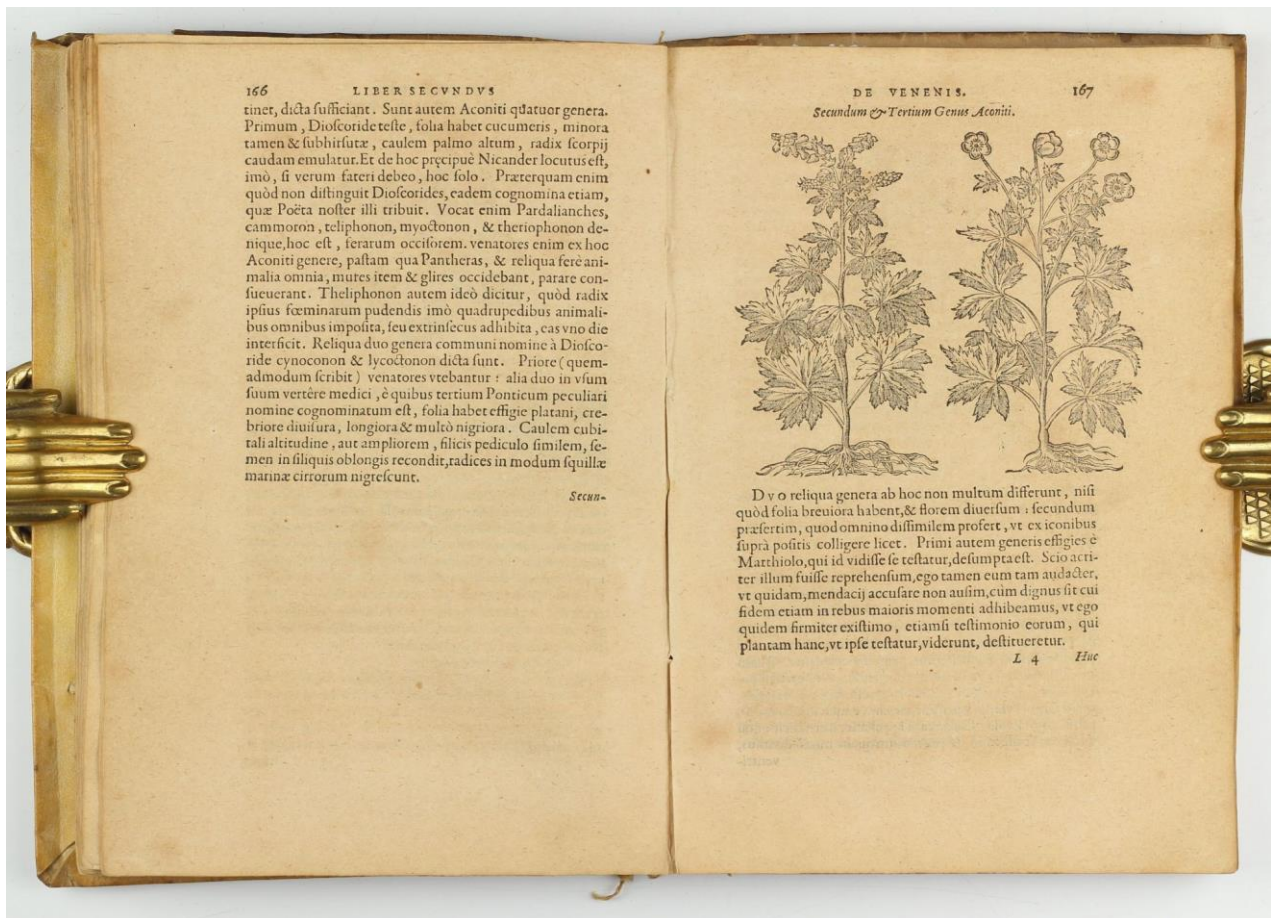 166 LIBER SECVNDVS
tinet, dicta ſufficiant. Sunt autem Aconiti quatuor genera.
Primum, Dioſcoride teſte, folia habet cucumeris, minora
tamen & ſubhirſutæ, caulem palmo altum, radix ſcorpij
caudam emulatur. Et de hoc pręcipuè Nicander locutus eſt,
imò, ſi verum fateri debeo, hoc ſolo. Præterquam enim
quòd non diſtinguit Dioſcorides, eadem cognomina etiam,
quæ Poëta noſter illi tribuit. Vocat enim Pardalianches,
cammoron, teliphonon, myoctonon, & theriophonon de-
nique, hoc eſt, ferarum occiſorem. venatores enim ex hoc
Aconiti genere, paſtam qua Pantheras, & reliqua ferè ani-
malia omnia, mures item & glires occidebant, parare con-
ſueuerant. Theliphonon autem ideò dicitur, quòd radix
ipſius fœminarum pudendis imò quadrupedibus animali-
bus omnibus impoſita, ſeu extrinſecus adhibita, eas vno die
interficit. Reliqua duo genera communi nomine à Dioſco-
ride cynoconon & lycoctonon dicta ſunt. Priore (quem-
admodum ſcribit) venatores vtebantur: alia duo in vſum
ſuum vertêre medici, è quibus tertium Ponticum peculiari
nomine cognominatum eſt, folia habet effigie platani, cre-
briore diuiſura, longiora & multò nigriora. Caulem cubi-
tali altitudine, aut ampliorem, filicis pediculo ſimilem, ſe-
men in ſiliquis oblongis recondit, radices in modum ſquillæ
marinæ cirrorum nigreſcunt.
Secun-
DE VENENIS. 167
Secundum & Tertium Genus Aconiti.
Dvo reliqua genera ab hoc non multum differunt, niſi
quòd folia breuiora habent, & florem diuerſum: ſecundum
præſertim, quod omnino diſſimilem profert, vt ex iconibus
ſuprà poſitis colligere licet. Primi autem generis effigies è
Matthiolo, qui id vidiſſe ſe teſtatur, deſumpta eſt. Scio acri-
ter illum fuiſſe reprehenſum, ego tamen eum tam audacter,
vt quidam, mendacij accuſare non auſim, cùm dignus ſit cui
fidem etiam in rebus maioris momenti adhibeamus, vt ego
quidem firmiter exiſtimo, etiamſi teſtimonio eorum, qui
plantam hanc, vt ipſe teſtatur, viderunt, deſtitueretur.
L 4 Huc